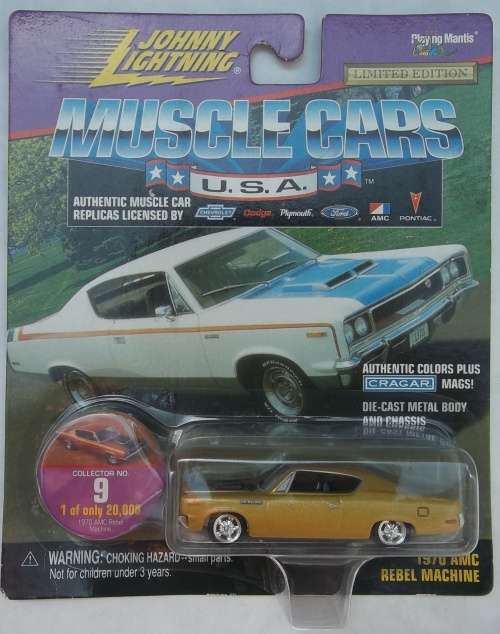 JOHNNY
LIGHTNING®
Playing Mantis
LIMITED EDITION
MUSCLE CARS
U.S.A.
TM
AUTHENTIC MUSCLE CAR
REPLICAS LICENSED BY
CHEVROLET Dodge Plymouth Ford AMC PONTIAC
AUTHENTIC COLORS PLUS
CRAGAR MAGS!
DIE-CAST METAL BODY
AND CHASSIS
COLLECTOR NO.
9
1 of only 20,000
1970 AMC Rebel
Machine
WARNING: CHOKING HAZARD--small parts.
Not for children under 3 years.
1970 AMC
REBEL MACHINE